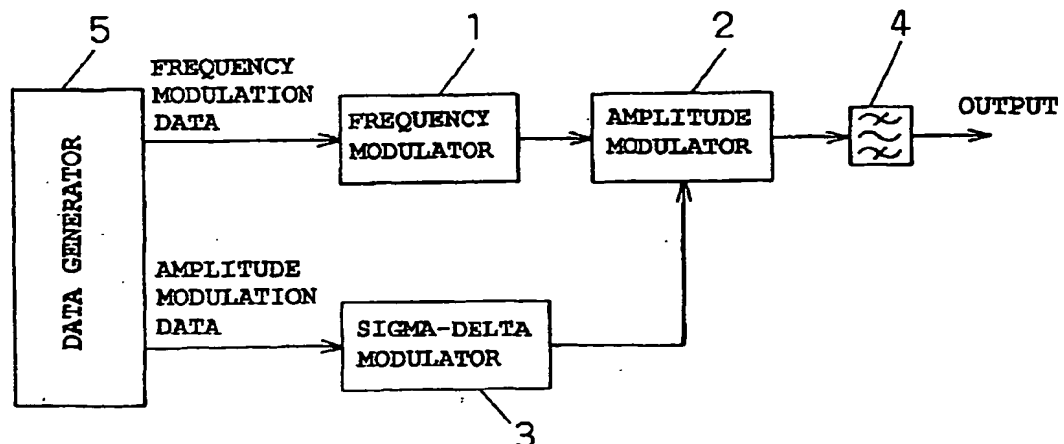 5
1
2
4
FREQUENCY
MODULATION
DATA
FREQUENCY
MODULATOR
AMPLITUDE
MODULATOR
OUTPUT
DATA GENERATOR
AMPLITUDE
MODULATION
DATA
SIGMA-DELTA
MODULATOR
3